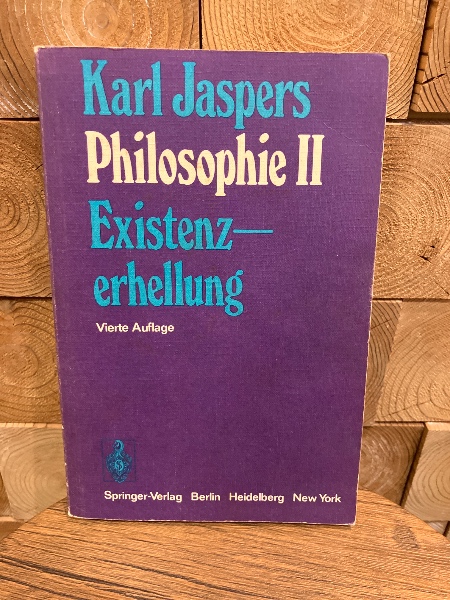 Karl Jaspers
Philosophie II
Existenz—
erhellung
Vierte Auflage
Springer-Verlag Berlin Heidelberg New York